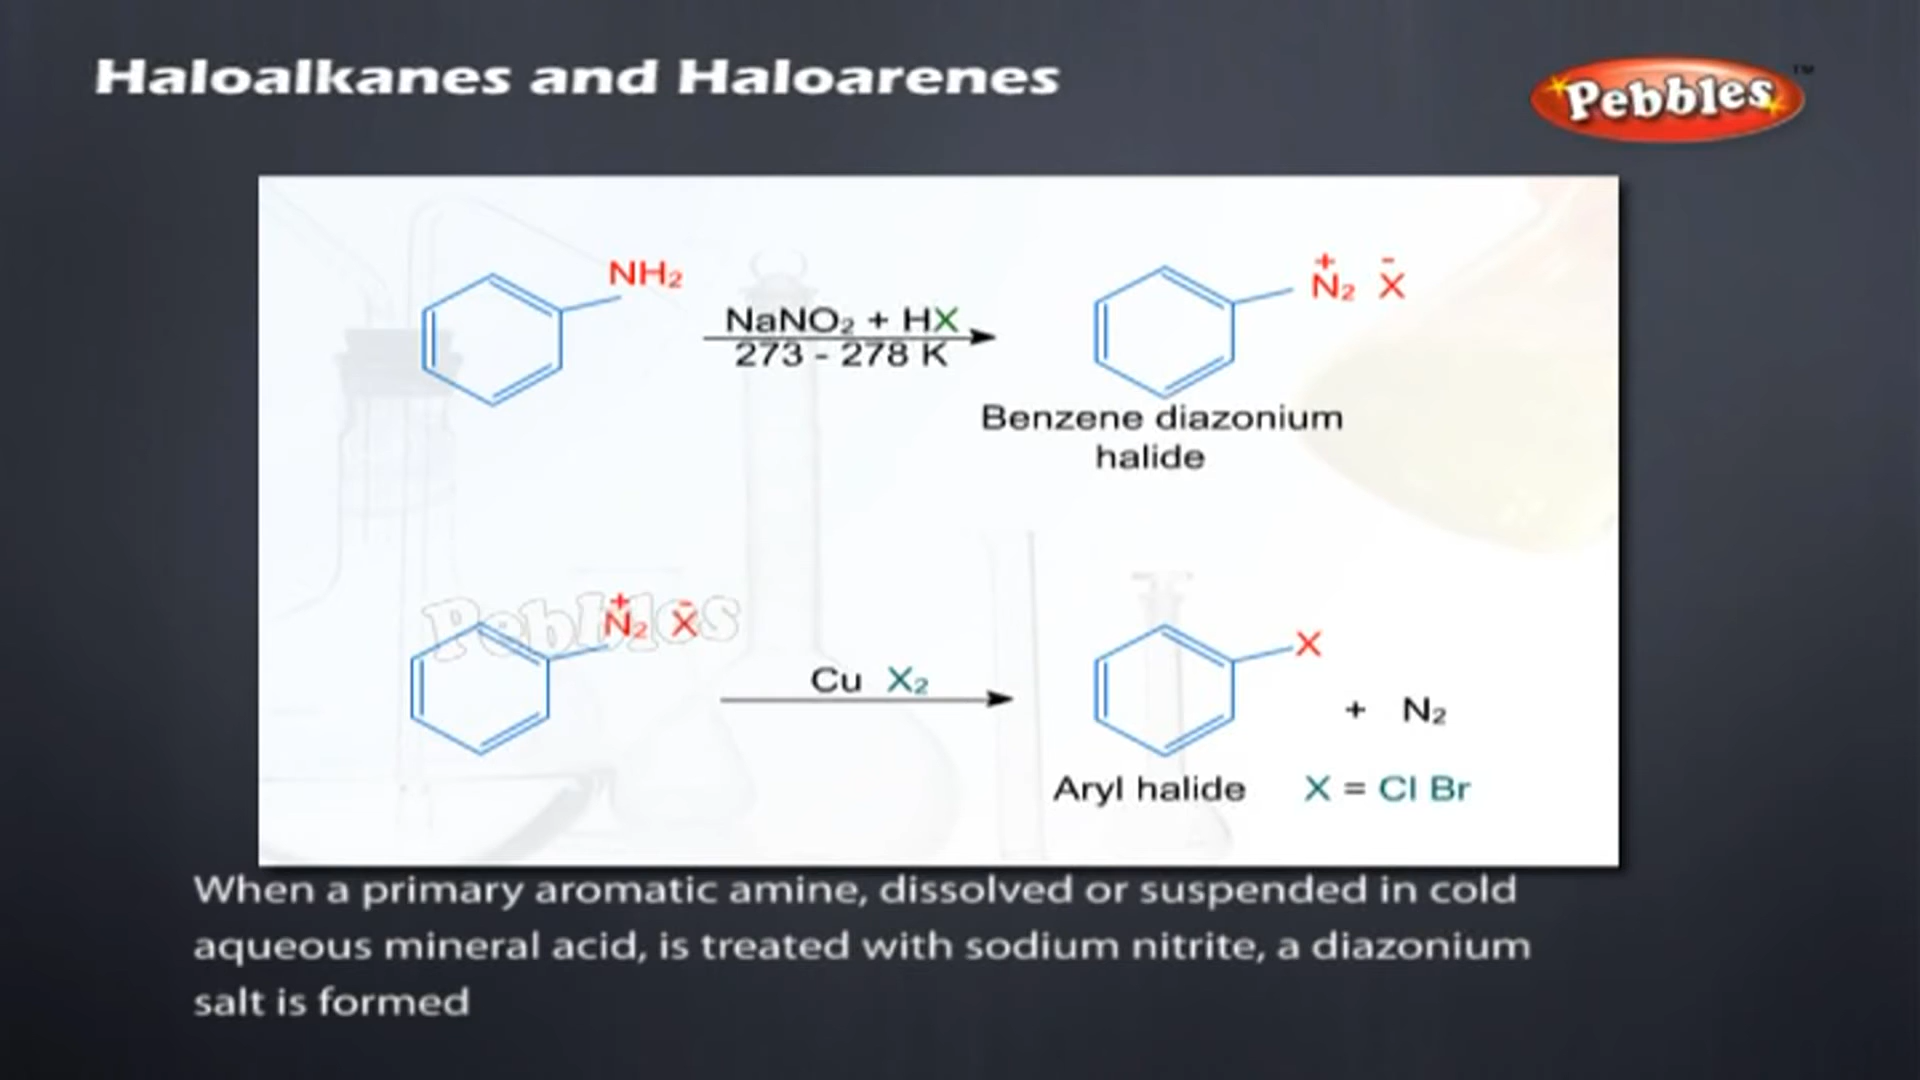 Haloalkanes and Haloarenes
Pebbles™
NH₂
NaNO₂ + HX
273 - 278 K
+ -
N₂ X
Benzene diazonium
halide
Pebbles
+ -
N₂ X
Cu X₂
X
+ N₂
Aryl halide X = Cl Br
When a primary aromatic amine, dissolved or suspended in cold
aqueous mineral acid, is treated with sodium nitrite, a diazonium
salt is formed